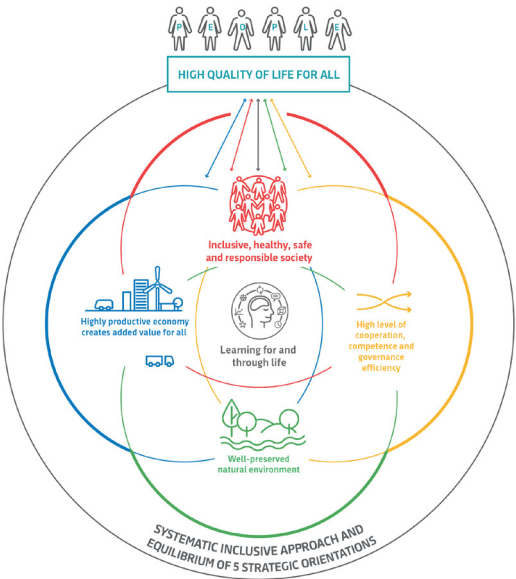 P E O P L E
HIGH QUALITY OF LIFE FOR ALL
Inclusive, healthy, safe
and responsible society
Highly productive economy
creates added value for all
Learning for and
through life
High level of
cooperation,
competence and
governance
efficiency
Well-preserved
natural environment
SYSTEMATIC INCLUSIVE APPROACH AND
EQUILIBRIUM OF 5 STRATEGIC ORIENTATIONS